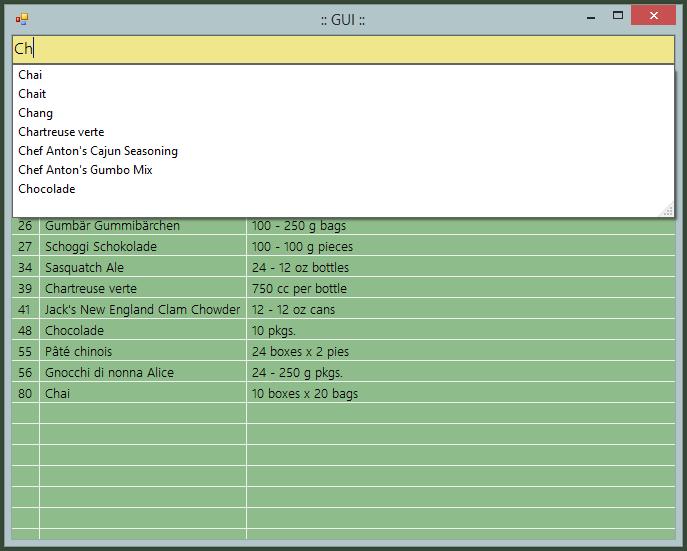 :: GUI ::
Ch
Chai
Chait
Chang
Chartreuse verte
Chef Anton's Cajun Seasoning
Chef Anton's Gumbo Mix
Chocolade
26 Gumbär Gummibärchen 100 - 250 g bags
27 Schoggi Schokolade 100 - 100 g pieces
34 Sasquatch Ale 24 - 12 oz bottles
39 Chartreuse verte 750 cc per bottle
41 Jack's New England Clam Chowder 12 - 12 oz cans
48 Chocolade 10 pkgs.
55 Pâté chinois 24 boxes x 2 pies
56 Gnocchi di nonna Alice 24 - 250 g pkgs.
80 Chai 10 boxes x 20 bags